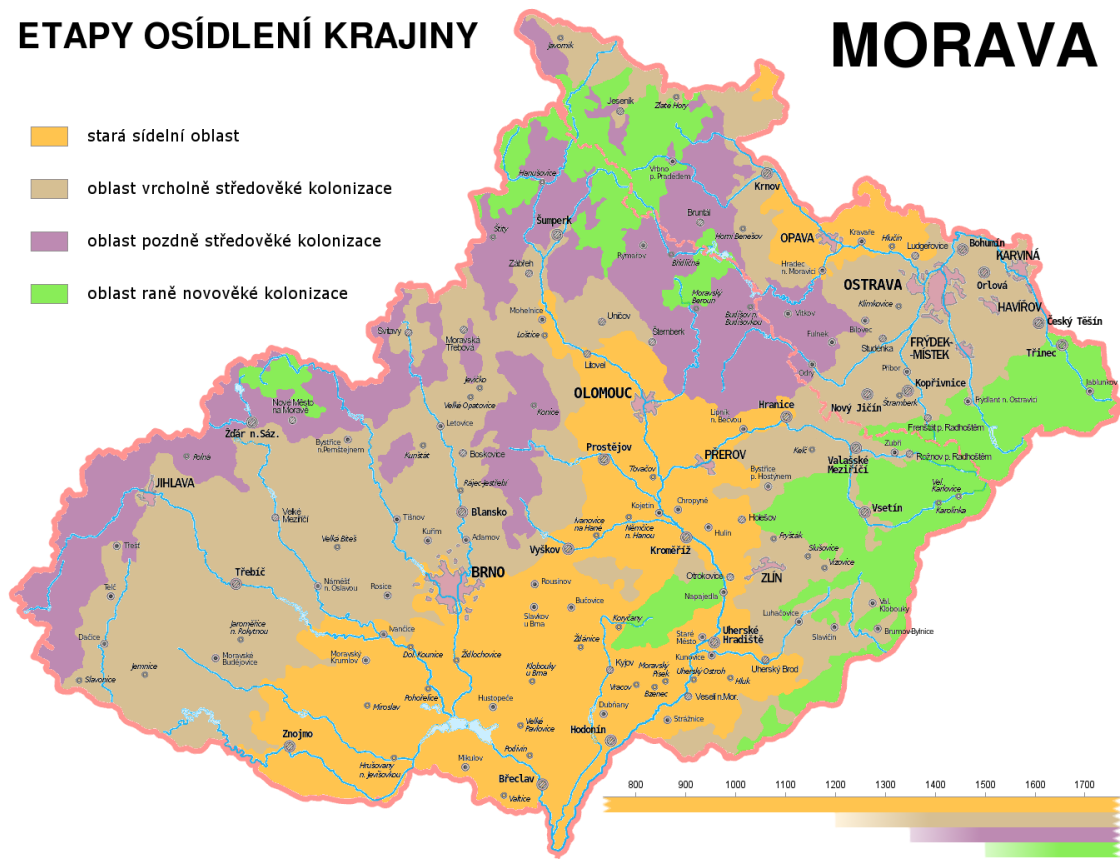 ETAPY OSÍDLENÍ KRAJINY
MORAVA
stará sídelní oblast
oblast vrcholně středověké kolonizace
oblast pozdně středověké kolonizace
oblast raně novověké kolonizace
Javorník
Jeseník
Zlaté Hory
Hanušovice
Vrbno
p. Pradědem
Krnov
Bruntál
Šumperk
Štíty
Horní Benešov
OPAVA
Kravaře
Hlučín
Ludgeřovice
Bohumín
KARVINÁ
Zábřeh
Rýmařov
Břidličná
Hradec
n. Moravicí
OSTRAVA
Orlová
Moravský
Beroun
Budišov n.
Budišovkou
Vítkov
Klimkovice
HAVÍŘOV
Český Těšín
Mohelnice
Uničov
Loštice
Šternberk
Fulnek
Bílovec
Studénka
FRÝDEK-
-MÍSTEK
Třinec
Svitavy
Moravská
Třebová
Litovel
Odry
Příbor
Kopřivnice
Jablunkov
Jevíčko
Velké Opatovice
OLOMOUC
Nový Jičín
Štramberk
Frýdlant n. Ostravicí
Nové Město
na Moravě
Konice
Lipník
n. Bečvou
Hranice
Frenštát p. Radhoštěm
Žďár n.Sáz.
Bystřice
n.Pernštejnem
Letovice
Kunštát
Boskovice
Prostějov
PŘEROV
Kelč
Valašské
Meziříčí
Zubří
Rožnov p. Radhoštěm
Polná
Tovačov
Bystřice
p. Hostýnem
JIHLAVA
Rájec-Jestřebí
Vel.
Karlovice
Karolinka
Velké
Meziříčí
Tišnov
Blansko
Kojetín
Chropyně
Vsetín
Kuřim
Adamov
Ivanovice
na Hané
Němčice
n. Hanou
Hulín
Holešov
Fryšták
Velká Bíteš
Vyškov
Kroměříž
Slušovice
Vizovice
Třešť
Třebíč
BRNO
Otrokovice
ZLÍN
Telč
Náměšť
n. Oslavou
Rosice
Rousínov
Napajedla
Slavkov
u Brna
Bučovice
Koryčany
Luhačovice
Val.
Klobouky
Dačice
Jaroměřice
n. Rokytnou
Ivančice
Staré
Město
Uherské
Hradiště
Slavičín
Brumov-Bylnice
Moravské
Budějovice
Moravský
Krumlov
Dol. Kounice
Židlochovice
Ždánice
Kunovice
Jemnice
Slavonice
Klobouky
u Brna
Kyjov
Moravský
Písek
Uherský Ostroh
Uherský Brod
Pohořelice
Vracov
Bzenec
Hluk
Miroslav
Hustopeče
Dubňany
Veselí n.Mor.
Velké
Pavlovice
Strážnice
Znojmo
Hodonín
Podivín
Hrušovany
n. Jevišovkou
Mikulov
Břeclav
Valtice
800 900 1000 1100 1200 1300 1400 1500 1600 1700